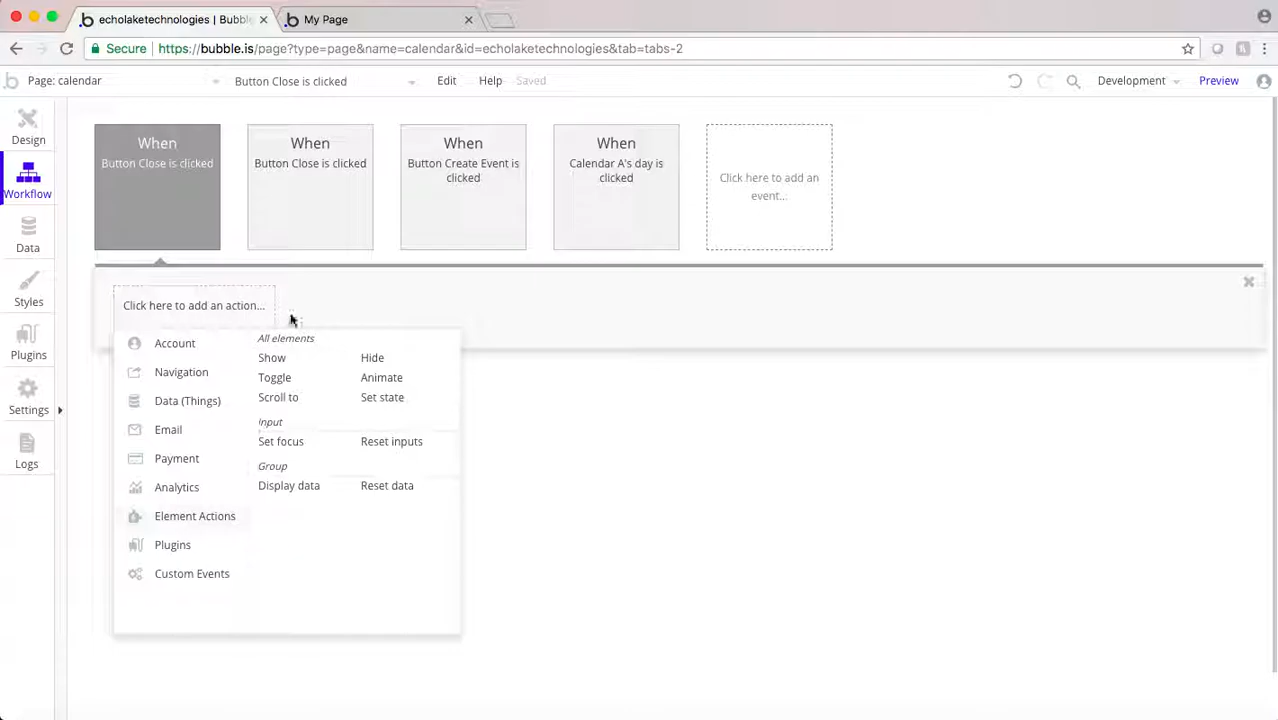 echolaketechnologies | Bubble
My Page
Secure https://bubble.is/page?type=page&name=calendar&id=echolaketechnologies&tab=tabs-2
Page: calendar
Button Close is clicked
Edit
Help
Saved
Development
Preview
Design
Workflow
Data
Styles
Plugins
Settings
Logs
When
Button Close is clicked
When
Button Close is clicked
When
Button Create Event is
clicked
When
Calendar A's day is
clicked
Click here to add an
event...
Click here to add an action...
Account
Navigation
Data (Things)
Email
Payment
Analytics
Element Actions
Plugins
Custom Events
All elements
Show
Hide
Toggle
Animate
Scroll to
Set state
Input
Set focus
Reset inputs
Group
Display data
Reset data